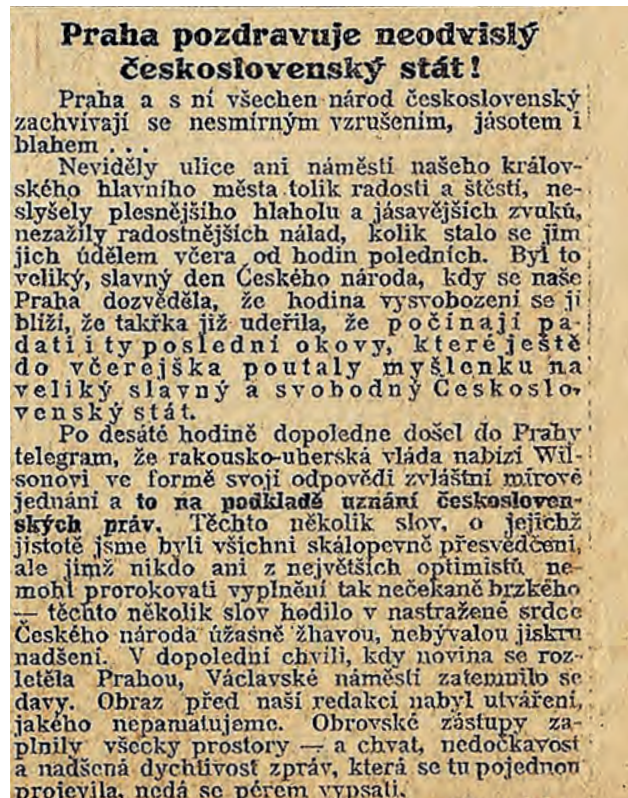 Praha pozdravuje neodvislý
československý stát!
Praha a s ní všechen národ československý
zachvívají se nesmírným vzrušením, jásotem i
blahem . . .
Neviděly ulice ani náměstí našeho králov-
ského hlavního města tolik radosti a štěstí, ne-
slyšely plesnějšího hlaholu a jásavějších zvuků,
nezažily radostnějších nálad, kolik stalo se jim
jich údělem včera od hodin poledních. Byl to
veliký, slavný den Českého národa, kdy se naše
Praha dozvěděla, že hodina vysvobození se jí
blíží, že takřka již udeřila, že počínají pa-
dati i ty poslední okovy, které ještě
do včerejška poutaly myšlenku na
veliký slavný a svobodný Českoslo-
venský stát.
Po desáté hodině dopoledne došel do Prahy
telegram, že rakousko-uherská vláda nabízí Wil-
sonovi ve formě svojí odpovědi zvláštní mírové
jednání a to na podkladě uznání českosloven-
ských práv. Těchto několik slov, o jejichž
jistotě jsme byli všichni skálopevně přesvědčeni,
ale jimž nikdo ani z největších optimistů ne-
mohl prorokovati vyplnění tak nečekaně brzkého
— těchto několik slov hodilo v nastražené srdce
Českého národa úžasně žhavou, nebývalou jiskru
nadšení. V dopolední chvíli, kdy novina se roz-
letěla Prahou, Václavské náměstí zatemnilo se
davy. Obraz před naší redakcí nabyl utváření,
jakého nepamatujeme. Obrovské zástupy za-
plnily všecky prostory — a chvat, nedočkavost
a nadšená dychtivost zpráv, která se tu pojednou
projevila, nedá se pérem vypsati.